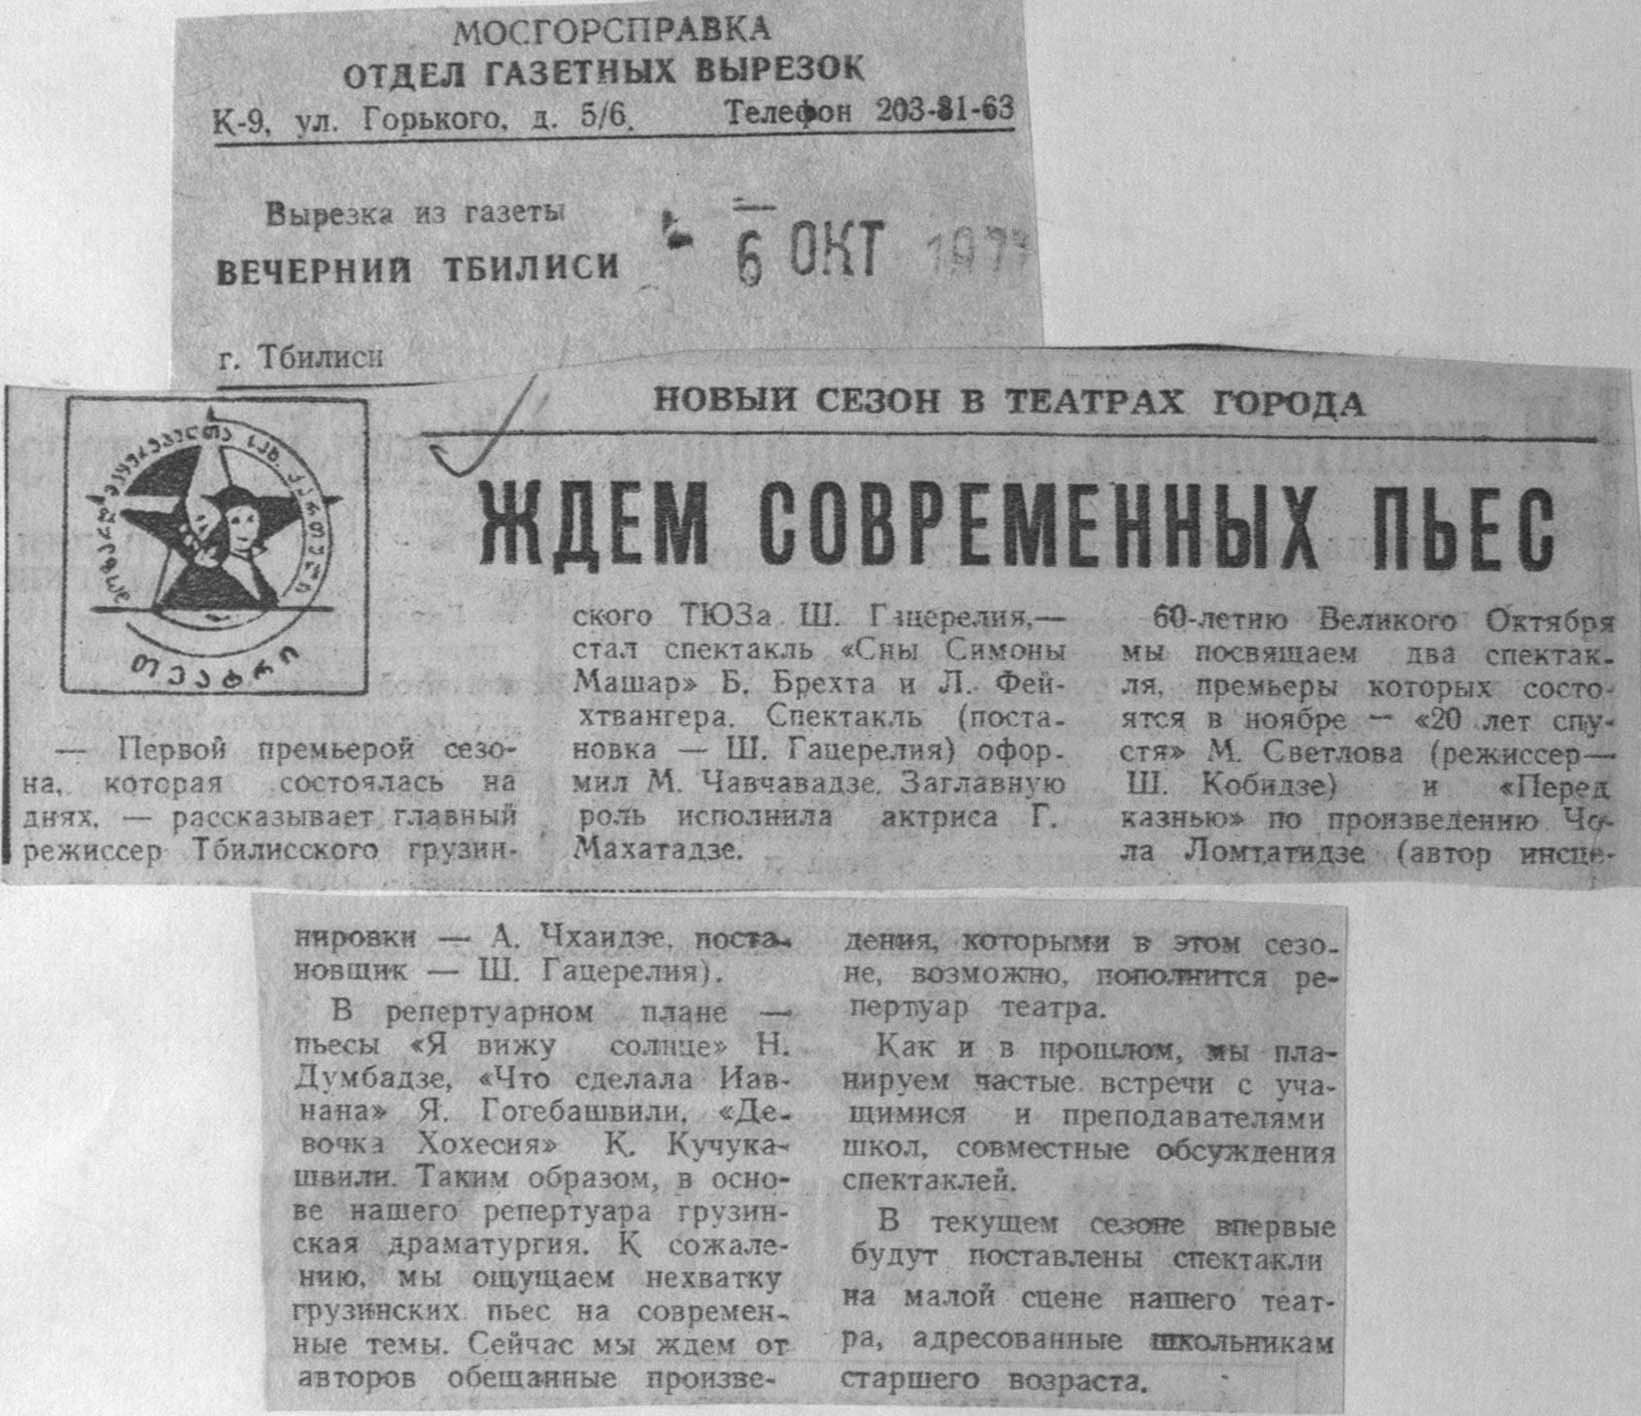 МОСГОРСПРАВКА
ОТДЕЛ ГАЗЕТНЫХ ВЫРЕЗОК
К-9, ул. Горького, д. 5/6. Телефон 203-81-63
Вырезка из газеты
ВЕЧЕРНИЙ ТБИЛИСИ
- 6 ОКТ 1977
г. Тбилиси
НОВЫЙ СЕЗОН В ТЕАТРАХ ГОРОДА
ЖДЕМ СОВРЕМЕННЫХ ПЬЕС
მოზარდ მაყურებელთა სახ. ქართული
თეატრი
— Первой премьерой сезо-
на, которая состоялась на
днях, — рассказывает главный
режиссер Тбилисского грузин-
ского ТЮЗа Ш. Гацерелия,—
стал спектакль «Сны Симоны
Машар» Б. Брехта и Л. Фей-
хтвангера. Спектакль (поста-
новка — Ш. Гацерелия) офор-
мил М. Чавчавадзе. Заглавную
роль исполнила актриса Г.
Махатадзе.
60-летию Великого Октября
мы посвящаем два спектак-
ля, премьеры которых состо-
ятся в ноябре — «20 лет спу-
стя» М. Светлова (режиссер—
Ш. Кобидзе) и «Перед
казнью» по произведению Чо-
ла Ломтатидзе (автор инсце-
нировки — А. Чхаидзе, поста-
новщик — Ш. Гацерелия).
В репертуарном плане —
пьесы «Я вижу солнце» Н.
Думбадзе, «Что сделала Иав-
нана» Я. Гогебашвили, «Де-
вочка Хохесия» К. Кучука-
швили. Таким образом, в осно-
ве нашего репертуара грузин-
ская драматургия. К сожале-
нию, мы ощущаем нехватку
грузинских пьес на современ-
ные темы. Сейчас мы ждем от
авторов обещанные произве-
дения, которыми в этом сезо-
не, возможно, пополнится ре-
пертуар театра.
Как и в прошлом, мы пла-
нируем частые встречи с уча-
щимися и преподавателями
школ, совместные обсуждения
спектаклей.
В текущем сезоне впервые
будут поставлены спектакли
на малой сцене нашего теат-
ра, адресованные школьникам
старшего возраста.